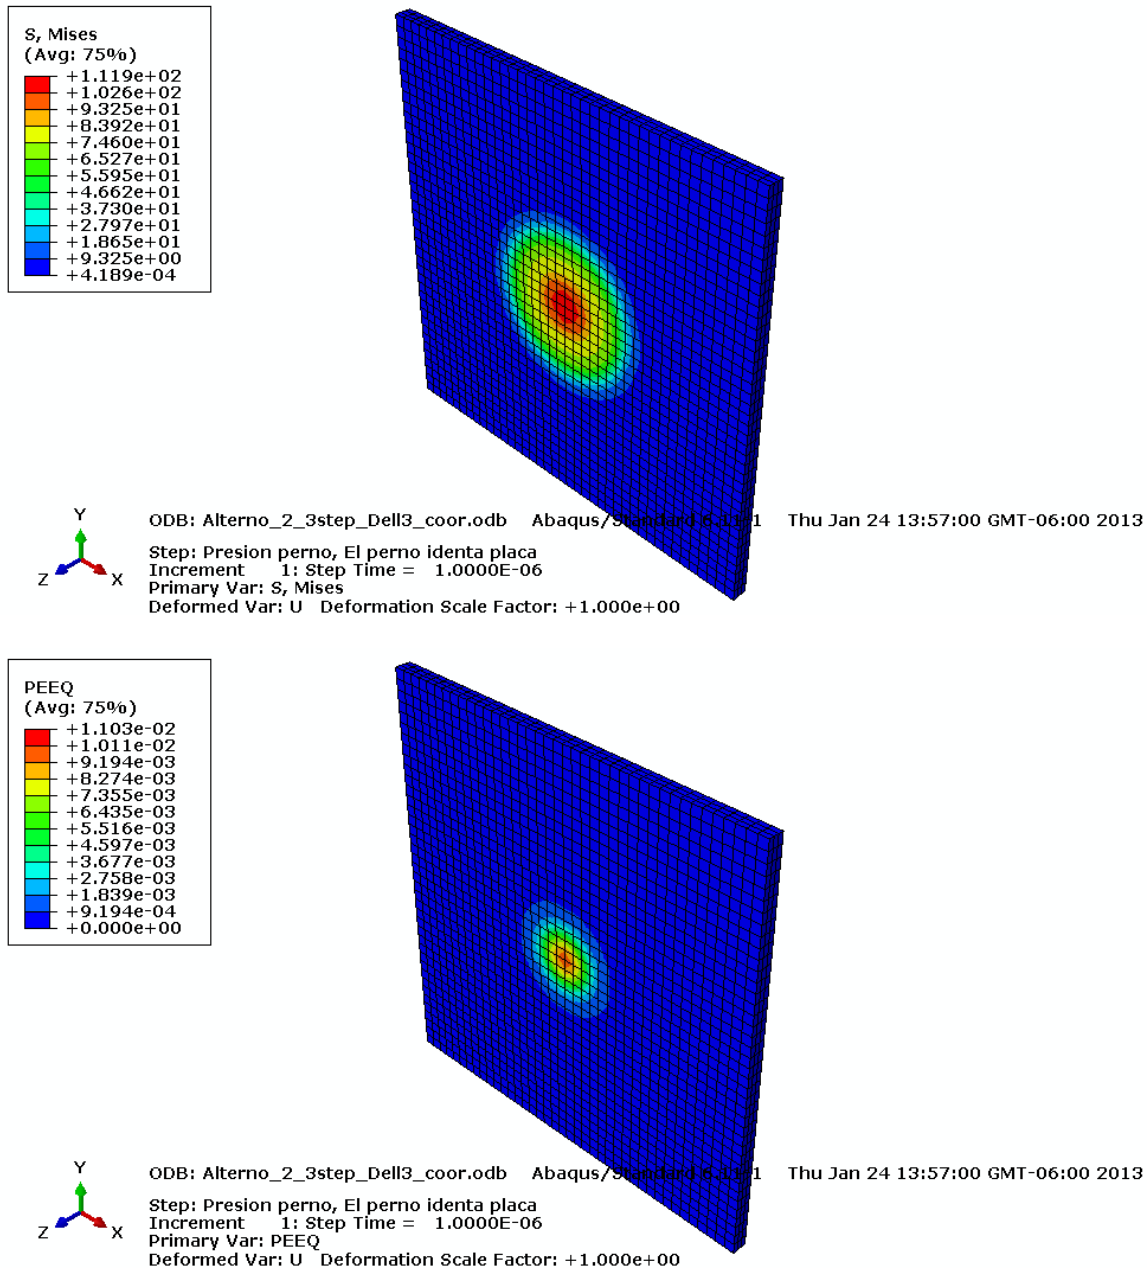 S, Mises
(Avg: 75%)
+1.119e+02
+1.026e+02
+9.325e+01
+8.392e+01
+7.460e+01
+6.527e+01
+5.595e+01
+4.662e+01
+3.730e+01
+2.797e+01
+1.865e+01
+9.325e+00
+4.189e-04
Y
Z
X
ODB: Alterno_2_3step_Dell3_coor.odb Abaqus/Standard 6.11-1 Thu Jan 24 13:57:00 GMT-06:00 2013
Step: Presion perno, El perno identa placa
Increment 1: Step Time = 1.0000E-06
Primary Var: S, Mises
Deformed Var: U Deformation Scale Factor: +1.000e+00
PEEQ
(Avg: 75%)
+1.103e-02
+1.011e-02
+9.194e-03
+8.274e-03
+7.355e-03
+6.435e-03
+5.516e-03
+4.597e-03
+3.677e-03
+2.758e-03
+1.839e-03
+9.194e-04
+0.000e+00
Y
Z
X
ODB: Alterno_2_3step_Dell3_coor.odb Abaqus/Standard 6.11-1 Thu Jan 24 13:57:00 GMT-06:00 2013
Step: Presion perno, El perno identa placa
Increment 1: Step Time = 1.0000E-06
Primary Var: PEEQ
Deformed Var: U Deformation Scale Factor: +1.000e+00